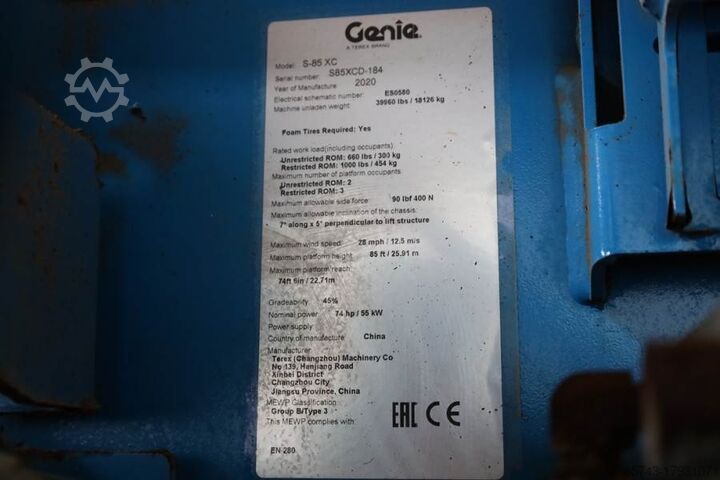 Genie
A TEREX BRAND
Model: S-85 XC
Serial number: S85XCD-184
Year of Manufacture: 2020
Electrical schematic number: ES0580
Machine unladen weight: 39960 lbs / 18126 kg
Foam Tires Required: Yes
Rated work load(including occupants)
Unrestricted ROM: 660 lbs / 300 kg
Restricted ROM: 1000 lbs / 454 kg
Maximum number of platform occupants
Unrestricted ROM: 2
Restricted ROM: 3
Maximum allowable side force: 90 lbf 400 N
Maximum allowable inclination of the chassis:
7° along x 5° perpendicular to lift structure
Maximum wind speed: 28 mph / 12.5 m/s
Maximum platform height: 85 ft / 25.91 m
Maximum platform reach:
74ft 6in / 22.71m
Gradeability 45%
Nominal power 74 hp / 55 kW
Power supply
Country of manufacture China
Manufacturer
Terex (Changzhou) Machinery Co
No 139, Hanjiang Road
Xinbei District
Changzhou City
Jiangsu Province, China
MEWP Classification
Group B/Type 3
This MEWP complies with:
EAC CE
EN 280